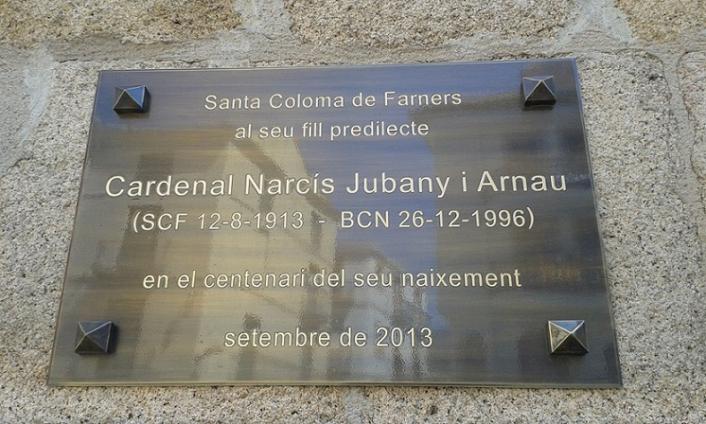 Santa Coloma de Farners
al seu fill predilecte
Cardenal Narcís Jubany i Arnau
(SCF 12-8-1913 - BCN 26-12-1996)
en el centenari del seu naixement
setembre de 2013